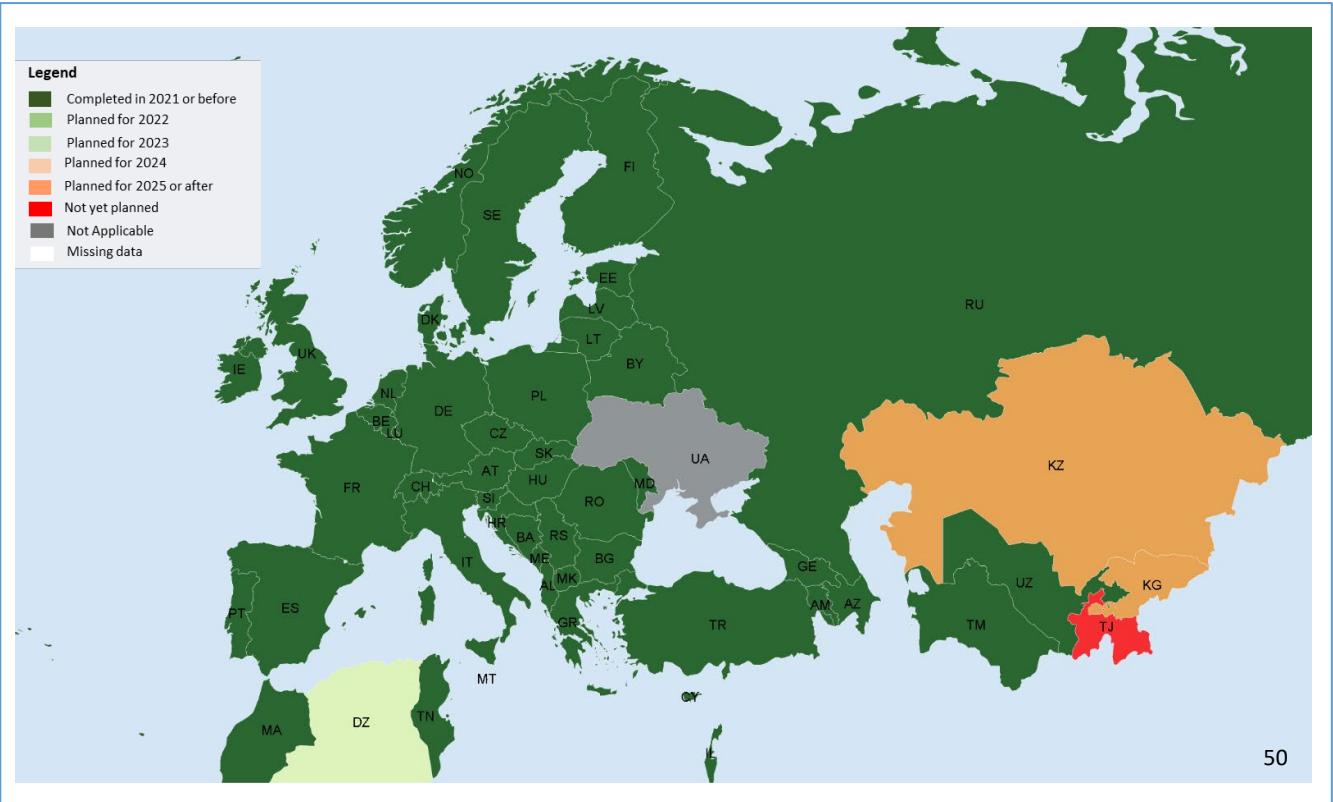 Legend
Completed in 2021 or before
Planned for 2022
Planned for 2023
Planned for 2024
Planned for 2025 or after
Not yet planned
Not Applicable
Missing data
NO
FI
SE
EE
RU
LV
DK
LT
UK
BY
IE
NL
PL
DE
BE
LU
CZ
SK
UA
KZ
AT
HU
FR
CH
MD
SI
RO
HR
BA
RS
ME
BG
IT
GE
MK
AL
UZ
KG
AM
AZ
PT
ES
GR
TR
TM
TJ
MT
CY
MA
DZ
TN
IL
50